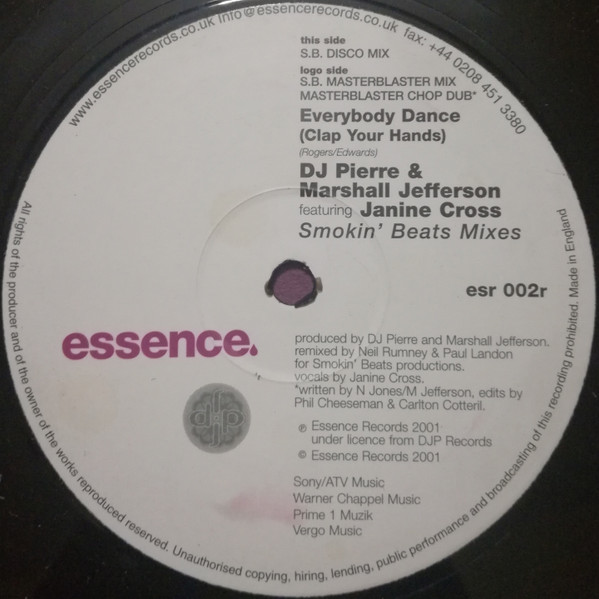 www.essencerecords.co.uk info@essencerecords.co.uk fax: +44 0208 451 3380
this side
S.B. DISCO MIX
logo side
S.B. MASTERBLASTER MIX
MASTERBLASTER CHOP DUB*
Everybody Dance
(Clap Your Hands)
(Rogers/Edwards)
DJ Pierre &
Marshall Jefferson
featuring Janine Cross
Smokin' Beats Mixes
esr 002r
essence.
djp
produced by DJ Pierre and Marshall Jefferson.
remixed by Neil Rumney & Paul Landon
for Smokin' Beats productions.
vocals by Janine Cross.
*written by N Jones/M Jefferson, edits by
Phil Cheeseman & Carlton Cotteril.
℗ Essence Records 2001
under licence from DJP Records
© Essence Records 2001
Sony/ATV Music
Warner Chappel Music
Prime 1 Muzik
Vergo Music
All rights of the producer and of the owner of the works reproduced reserved. Unauthorised copying, hiring, lending, public performance and broadcasting of this recording prohibited. Made in England